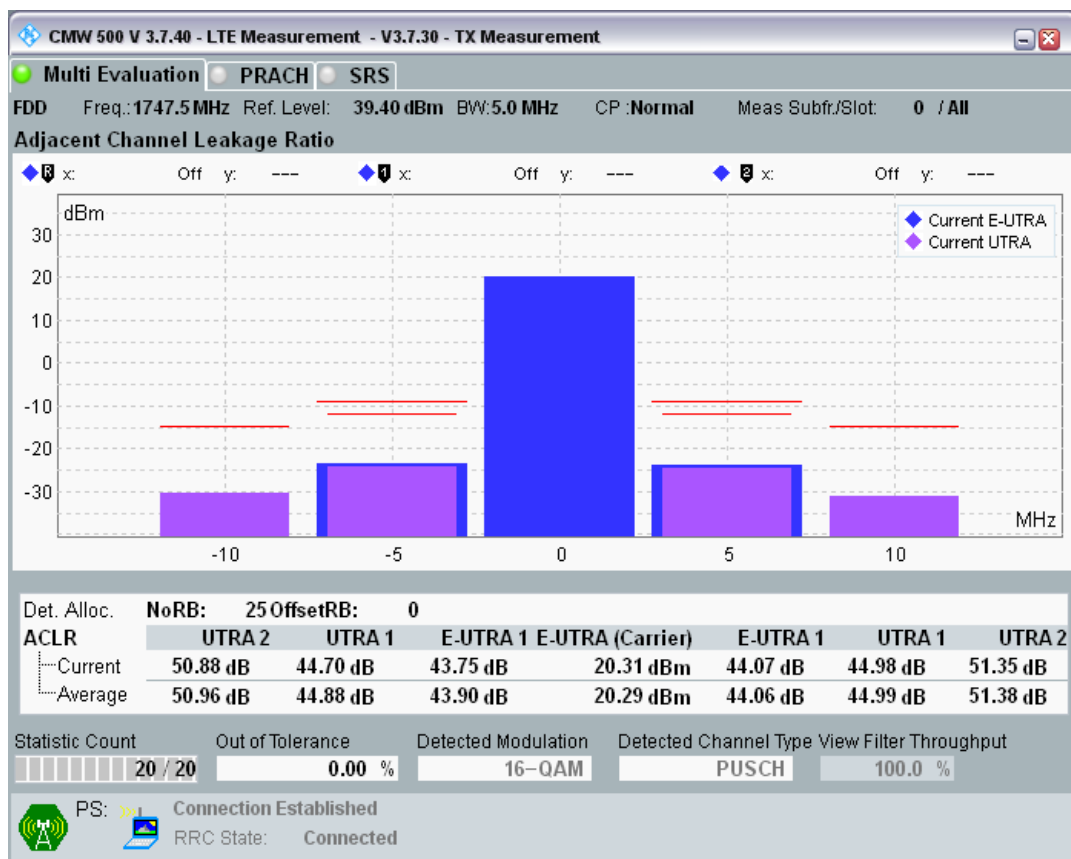 CMW 500 V 3.7.40 - LTE Measurement - V3.7.30 - TX Measurement
Multi Evaluation PRACH SRS
FDD Freq.: 1747.5 MHz Ref. Level: 39.40 dBm BW: 5.0 MHz CP : Normal Meas Subfr./Slot: 0 / All
Adjacent Channel Leakage Ratio
R x: Off y: --- 1 x: Off y: --- 2 x: Off y: ---
dBm
Current E-UTRA
Current UTRA
30
20
10
0
-10
-20
-30
MHz
-10 -5 0 5 10
Det. Alloc. NoRB: 25 OffsetRB: 0
ACLR UTRA 2 UTRA 1 E-UTRA 1 E-UTRA (Carrier) E-UTRA 1 UTRA 1 UTRA 2
Current 50.88 dB 44.70 dB 43.75 dB 20.31 dBm 44.07 dB 44.98 dB 51.35 dB
Average 50.96 dB 44.88 dB 43.90 dB 20.29 dBm 44.06 dB 44.99 dB 51.38 dB
Statistic Count Out of Tolerance Detected Modulation Detected Channel Type View Filter Throughput
20 / 20 0.00 % 16-QAM PUSCH 100.0 %
PS: Connection Established
RRC State: Connected